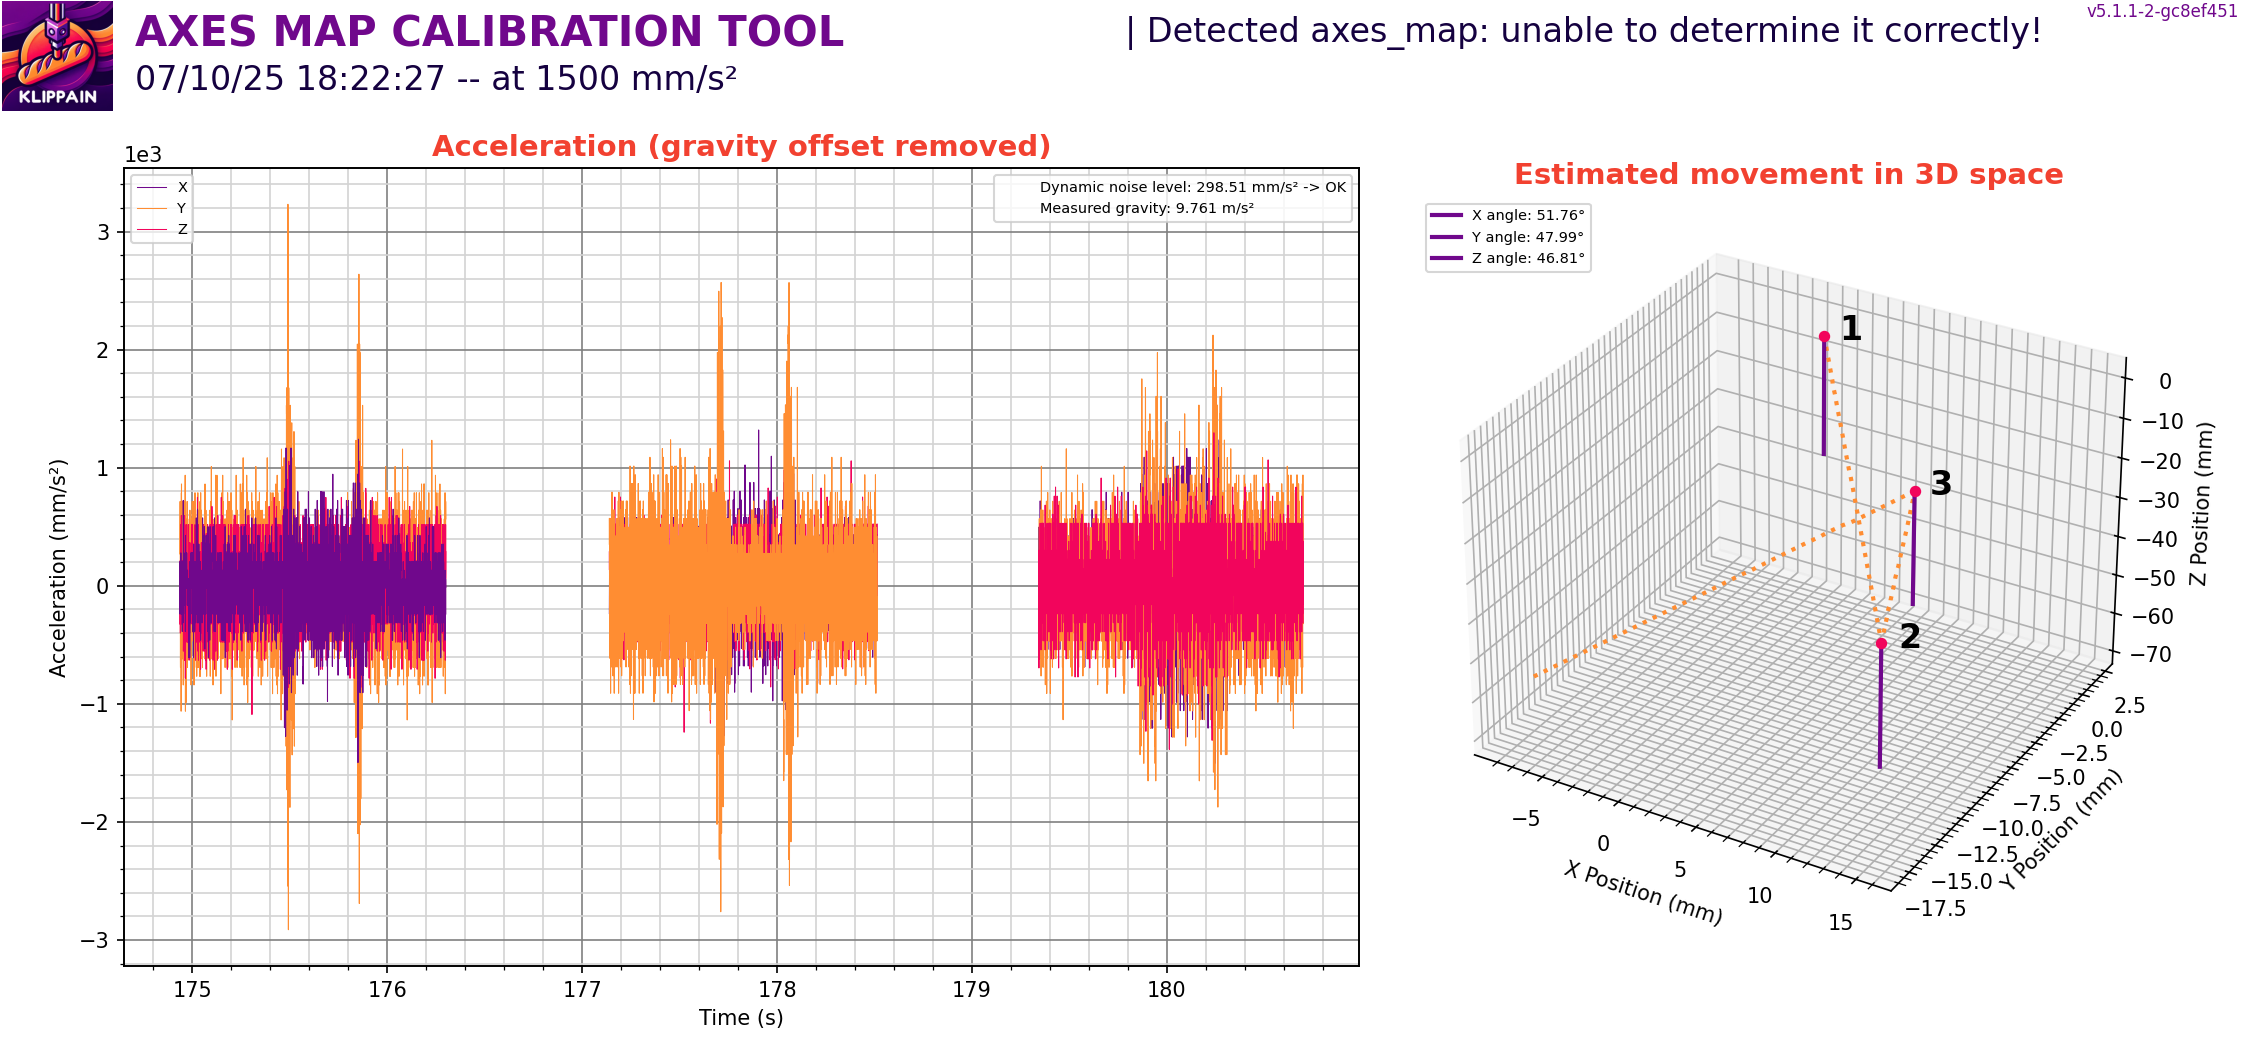 KLIPPAIN
AXES MAP CALIBRATION TOOL
07/10/25 18:22:27 -- at 1500 mm/s²
| Detected axes_map: unable to determine it correctly!
v5.1.1-2-gc8ef451
Acceleration (gravity offset removed)
1e3
X
Y
Z
Dynamic noise level: 298.51 mm/s² -> OK
Measured gravity: 9.761 m/s²
3
2
1
0
−1
−2
−3
Acceleration (mm/s²)
175 176 177 178 179 180
Time (s)
Estimated movement in 3D space
X angle: 51.76°
Y angle: 47.99°
Z angle: 46.81°
1
3
2
0
−10
−20
−30
−40
−50
−60
−70
Z Position (mm)
2.5
0.0
−2.5
−5.0
−7.5
−10.0
−12.5
−15.0
−17.5
Y Position (mm)
−5
0
5
10
15
X Position (mm)